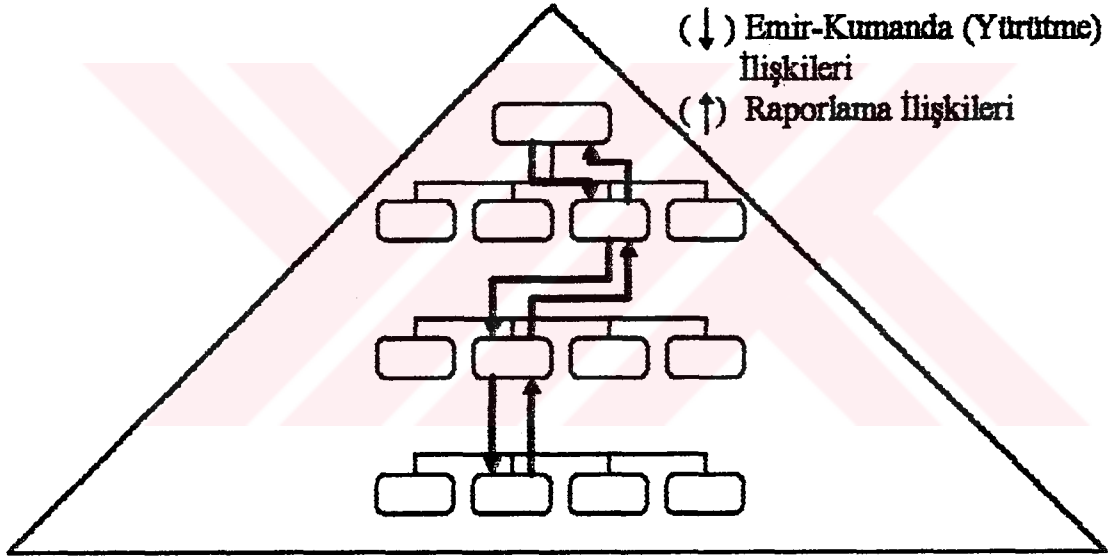 (↓) Emir-Kumanda (Yürütme)
İlişkileri
(↑) Raporlama İlişkileri